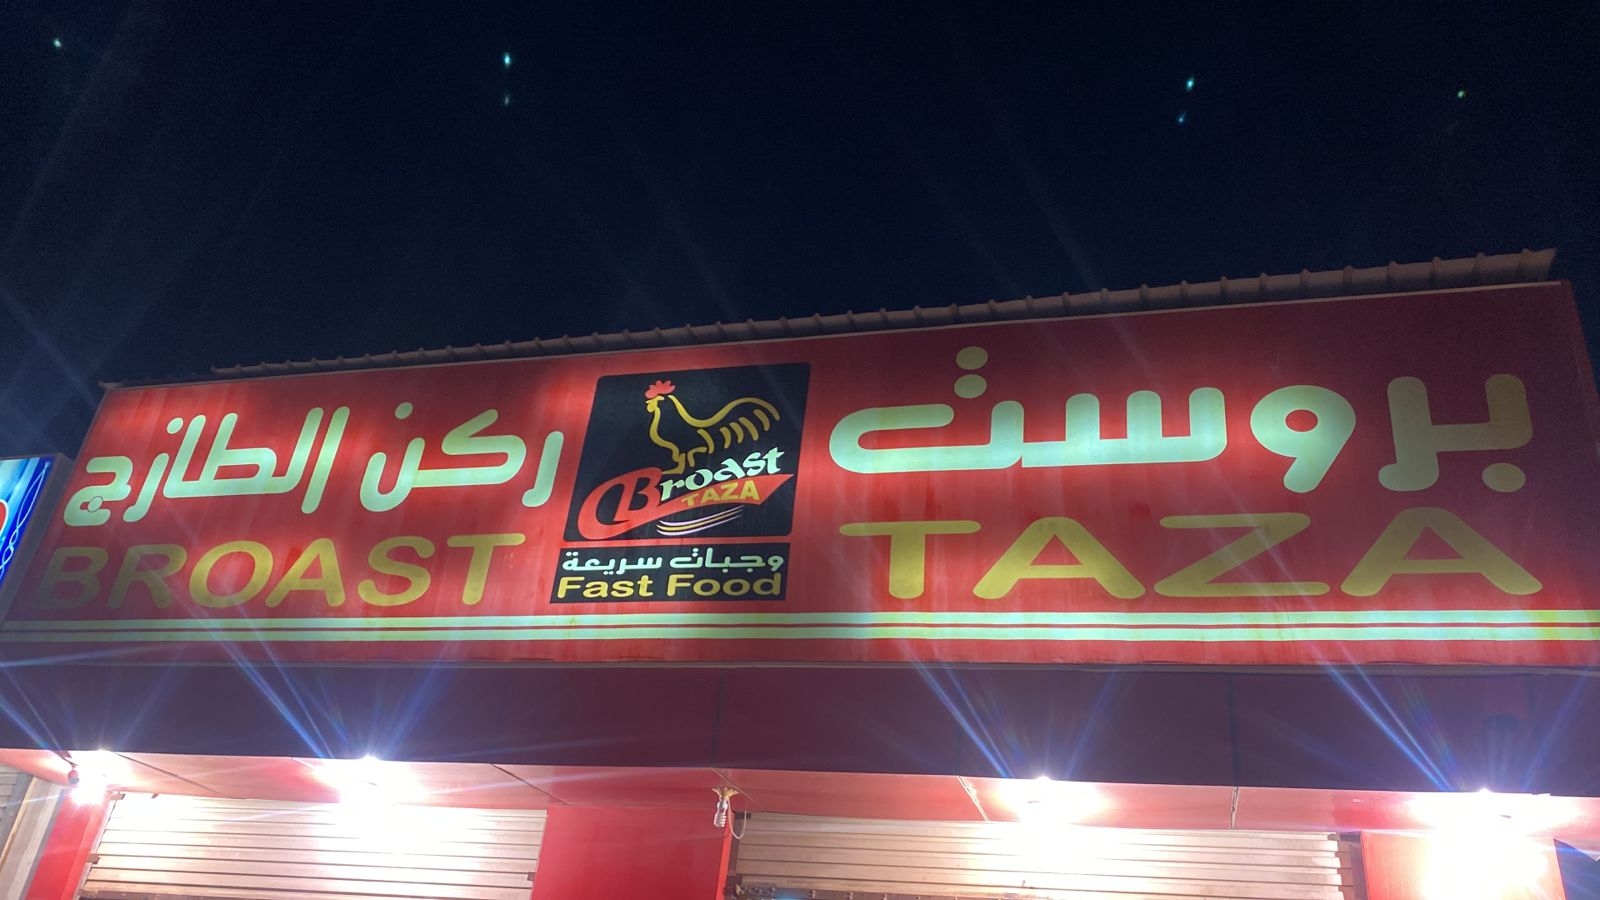 بروست
ركن الطازج
BROAST TAZA
Broast
TAZA
وجبات سريعة
Fast Food